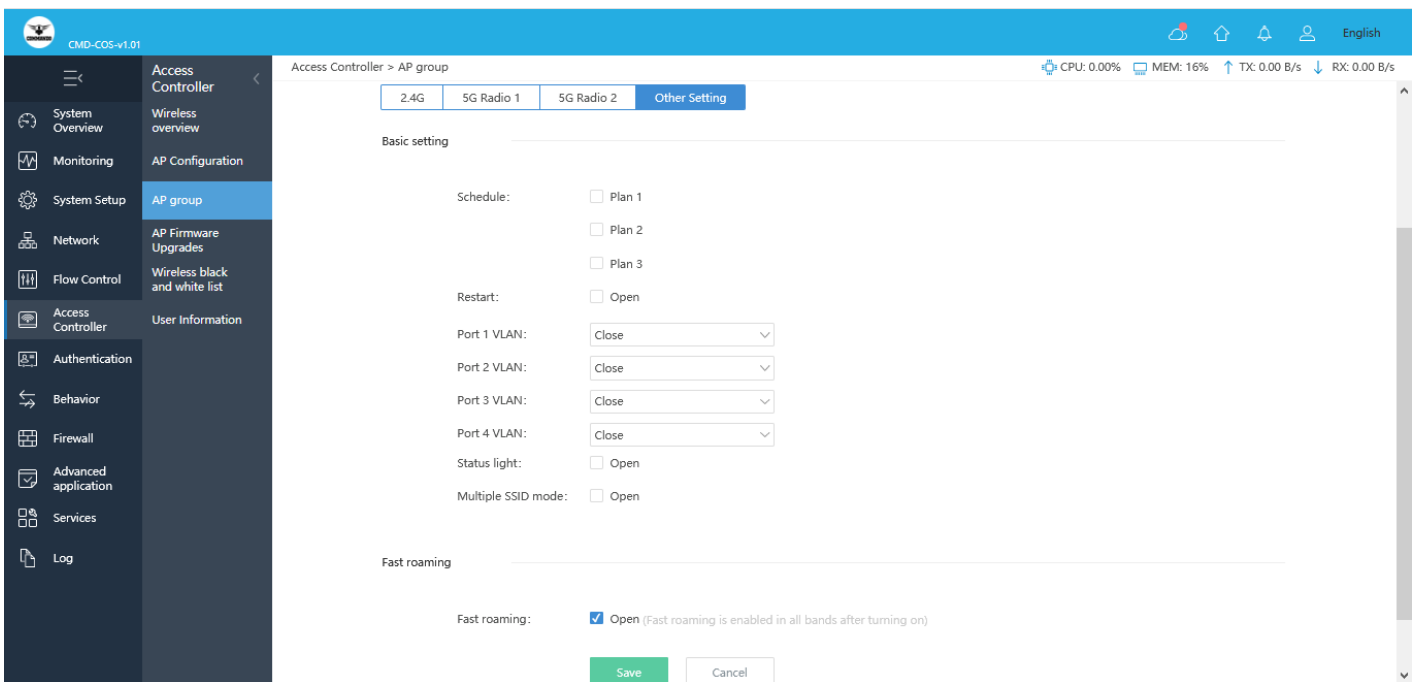 CMD-COS-v1.01
English
Access Controller > AP group
CPU: 0.00% MEM: 16% TX: 0.00 B/s RX: 0.00 B/s
System
Overview
Monitoring
System Setup
Network
Flow Control
Access
Controller
Authentication
Behavior
Firewall
Advanced
application
Services
Log
Access
Controller
Wireless
overview
AP Configuration
AP group
AP Firmware
Upgrades
Wireless black
and white list
User Information
2.4G 5G Radio 1 5G Radio 2 Other Setting
Basic setting
Schedule: Plan 1
Plan 2
Plan 3
Restart: Open
Port 1 VLAN: Close
Port 2 VLAN: Close
Port 3 VLAN: Close
Port 4 VLAN: Close
Status light: Open
Multiple SSID mode: Open
Fast roaming
Fast roaming: Open (Fast roaming is enabled in all bands after turning on)
Save Cancel